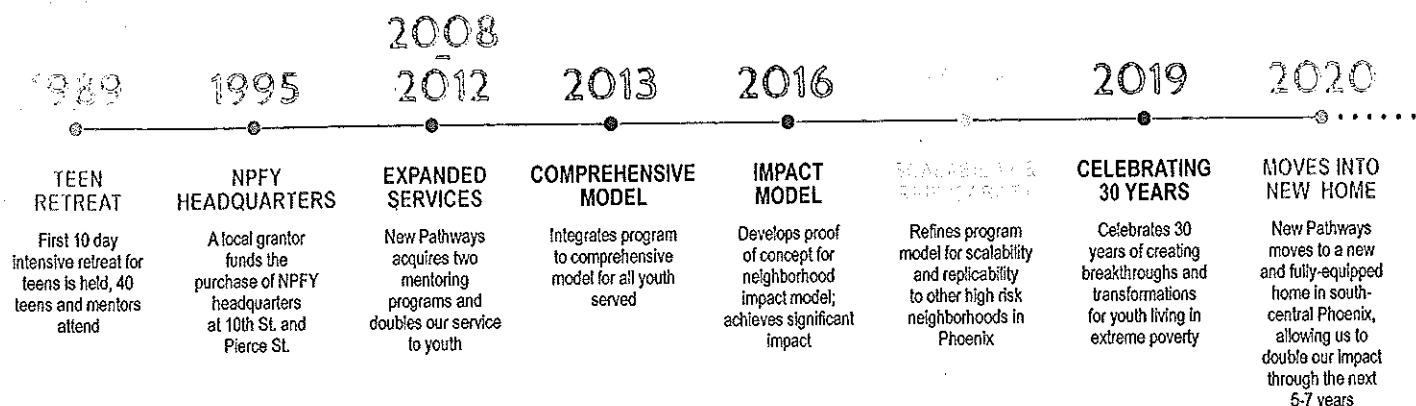 1989
TEEN
RETREAT
First 10 day
intensive retreat for
teens is held, 40
teens and mentors
attend
1995
NPFY
HEADQUARTERS
A local grantor
funds the
purchase of NPFY
headquarters
at 10th St. and
Pierce St.
2008
–
2012
EXPANDED
SERVICES
New Pathways
acquires two
mentoring
programs and
doubles our service
to youth
2013
COMPREHENSIVE
MODEL
Integrates program
to comprehensive
model for all youth
served
2016
IMPACT
MODEL
Develops proof
of concept for
neighborhood
impact model;
achieves significant
impact
SCALABILITY &
Refines program
model for scalability
and replicability
to other high risk
neighborhoods in
Phoenix
2019
CELEBRATING
30 YEARS
Celebrates 30
years of creating
breakthroughs and
transformations
for youth living in
extreme poverty
2020
MOVES INTO
NEW HOME
New Pathways
moves to a new
and fully-equipped
home in south-
central Phoenix,
allowing us to
double our impact
through the next
5-7 years